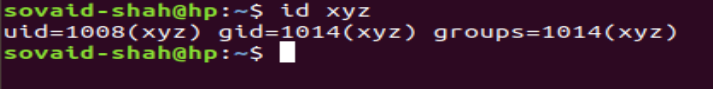 sovaid-shah@hp:~$ id xyz
uid=1008(xyz) gid=1014(xyz) groups=1014(xyz)
sovaid-shah@hp:~$